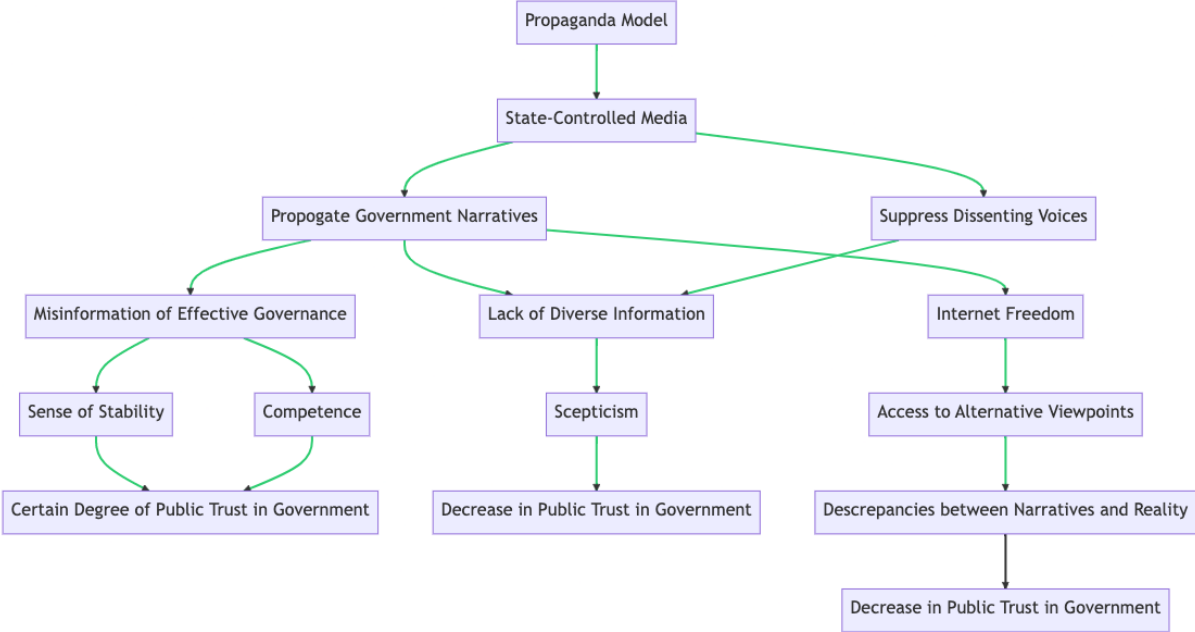 Propaganda Model
State-Controlled Media
Propogate Government Narratives
Suppress Dissenting Voices
Misinformation of Effective Governance
Lack of Diverse Information
Internet Freedom
Sense of Stability
Competence
Scepticism
Access to Alternative Viewpoints
Certain Degree of Public Trust in Government
Decrease in Public Trust in Government
Discrepancies between Narratives and Reality
Decrease in Public Trust in Government